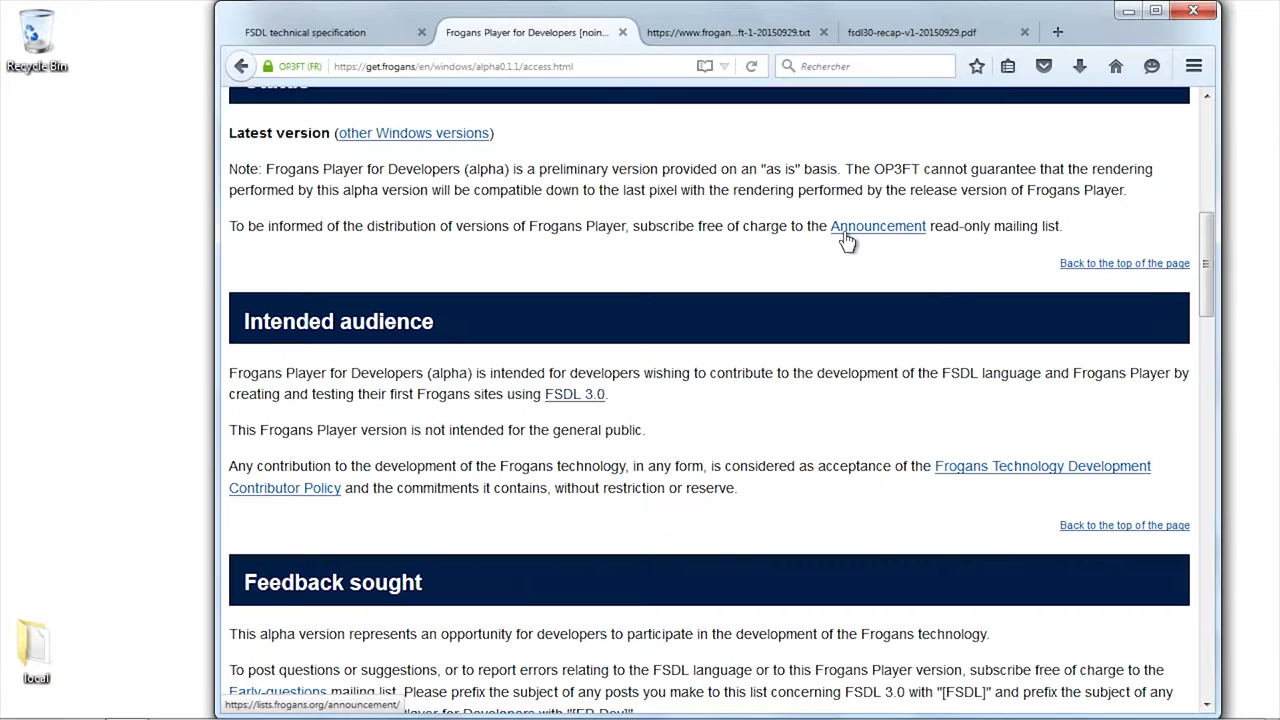 Recycle Bin
local
FSDL technical specification
Frogans Player for Developers [noin...
https://www.frogan...ft-1-20150929.txt
fsdl30-recap-v1-20150929.pdf
OP3FT (FR)
https://get.frogans/en/windows/alpha0.1.1/access.html
Rechercher
Status
Latest version (other Windows versions)
Note: Frogans Player for Developers (alpha) is a preliminary version provided on an "as is" basis. The OP3FT cannot guarantee that the rendering
performed by this alpha version will be compatible down to the last pixel with the rendering performed by the release version of Frogans Player.
To be informed of the distribution of versions of Frogans Player, subscribe free of charge to the Announcement read-only mailing list.
Back to the top of the page
Intended audience
Frogans Player for Developers (alpha) is intended for developers wishing to contribute to the development of the FSDL language and Frogans Player by
creating and testing their first Frogans sites using FSDL 3.0.
This Frogans Player version is not intended for the general public.
Any contribution to the development of the Frogans technology, in any form, is considered as acceptance of the Frogans Technology Development
Contributor Policy and the commitments it contains, without restriction or reserve.
Back to the top of the page
Feedback sought
This alpha version represents an opportunity for developers to participate in the development of the Frogans technology.
To post questions or suggestions, or to report errors relating to the FSDL language or to this Frogans Player version, subscribe free of charge to the
Early-questions mailing list. Please prefix the subject of any posts you make to this list concerning FSDL 3.0 with "[FSDL]" and prefix the subject of any
https://lists.frogans.org/announcement/
layer for Developers with "[FP-Dev]"